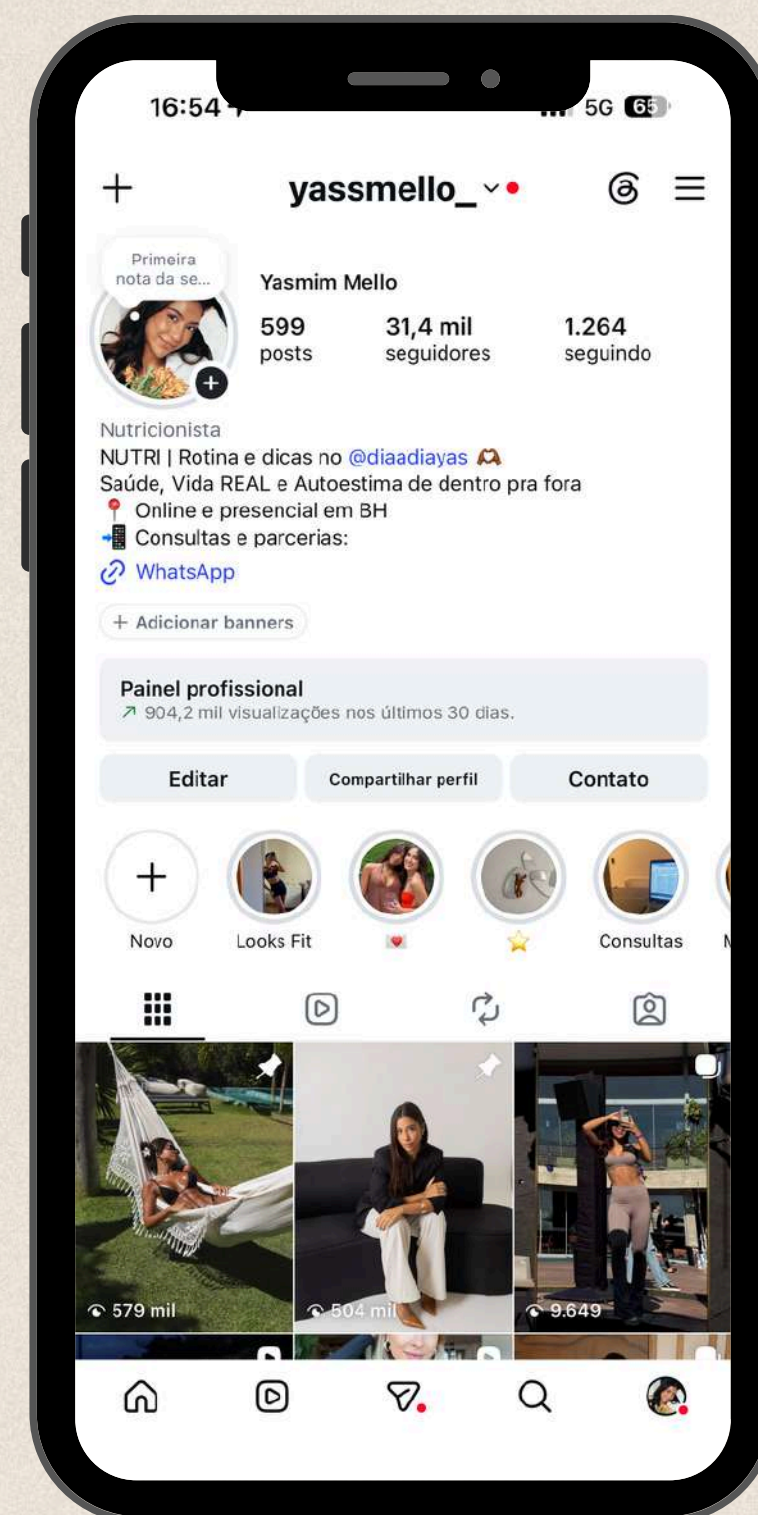 16:54
5G 65
yassmello_
Primeira
nota da se...
Yasmim Mello
599 31,4 mil 1.264
posts seguidores seguindo
Nutricionista
NUTRI | Rotina e dicas no @diaadiayas 🫶🏾
Saúde, Vida REAL e Autoestima de dentro pra fora
📍 Online e presencial em BH
📲 Consultas e parcerias:
WhatsApp
+ Adicionar banners
Painel profissional
904,2 mil visualizações nos últimos 30 dias.
Editar Compartilhar perfil Contato
Novo Looks Fit 💌 ⭐ Consultas
579 mil 504 mil 9.649